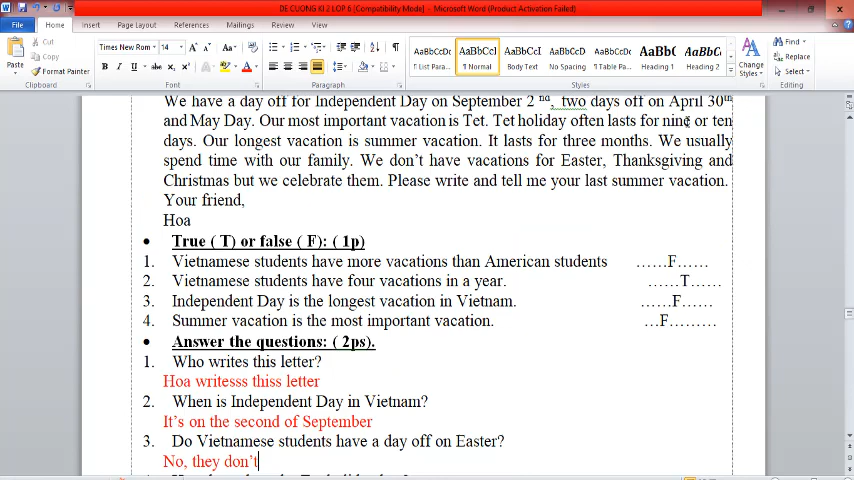 DE CUONG KI 2 LOP 6 [Compatibility Mode] - Microsoft Word (Product Activation Failed)
File Home Insert Page Layout References Mailings Review View
Cut
Copy
Paste
Format Painter
Clipboard
Times New Rom 14
Font
Paragraph
AaBbCcDc AaBbCcI AaBbCcI AaBbCcD AaBbCcDc AaBbC AaBbCc
¶ List Para... ¶ Normal Body Text No Spacing ¶ Table Pa... Heading 1 Heading 2
Styles
Change Styles
Find
Replace
Select
Editing
We have a day off for Independent Day on September 2 nd, two days off on April 30th
and May Day. Our most important vacation is Tet. Tet holiday often lasts for nine or ten
days. Our longest vacation is summer vacation. It lasts for three months. We usually
spend time with our family. We don’t have vacations for Easter, Thanksgiving and
Christmas but we celebrate them. Please write and tell me your last summer vacation.
Your friend,
Hoa
• True ( T) or false ( F): ( 1p)
1. Vietnamese students have more vacations than American students ......F......
2. Vietnamese students have four vacations in a year. ......T......
3. Independent Day is the longest vacation in Vietnam. ......F......
4. Summer vacation is the most important vacation. ...F.........
• Answer the questions: ( 2ps).
1. Who writes this letter?
Hoa writesss thiss letter
2. When is Independent Day in Vietnam?
It’s on the second of September
3. Do Vietnamese students have a day off on Easter?
No, they don’t